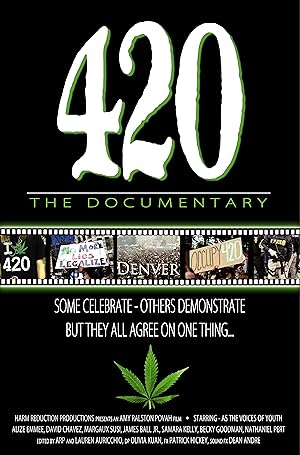 420
THE DOCUMENTARY
I
420
NO MORE
LIES
LEGALIZE
DENVER
OCCUPY 420
SOME CELEBRATE - OTHERS DEMONSTRATE
BUT THEY ALL AGREE ON ONE THING...
HARM REDUCTION PRODUCTIONS PRESENTS AN AMY RALSTON POVAH FILM • STARRING - AS THE VOICES OF YOUTH
ALIZE EMMEE, DAVID CHAVEZ, MARGAUX SUSI, JAMES BALL JR., SAMARA KELLY, BECKY GOODMAN, NATHANIEL PERT
EDITED BY ARP AND LAUREN AURICCHIO, DP OLIVIA KUAN, FR PATRICK HICKEY, SOUND FX DEAN ANDRE